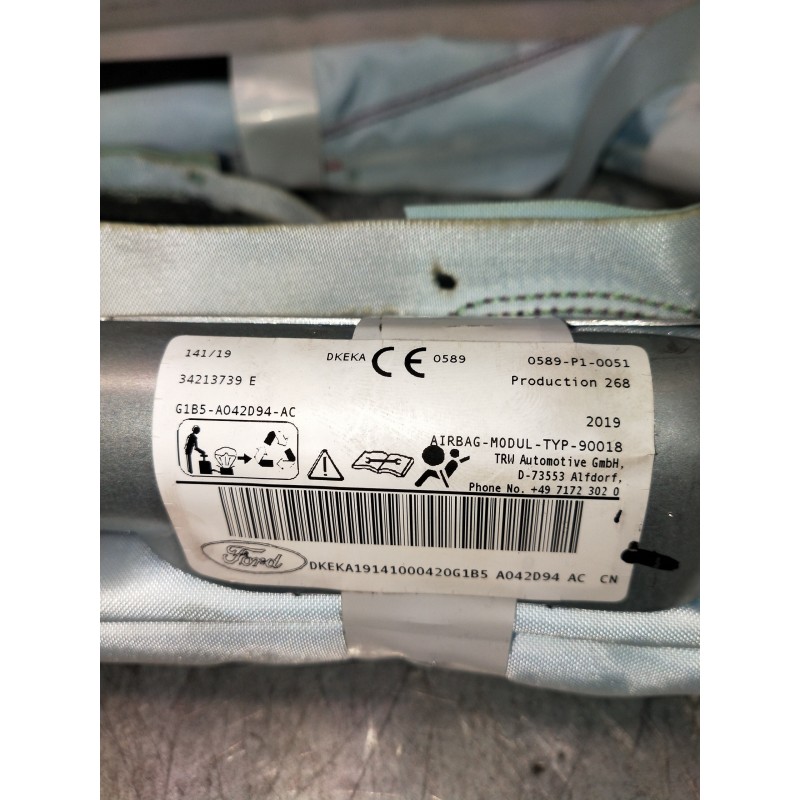 141/19 DKEKA CE 0589 0589-P1-0051
34213739 E Production 268
G1B5-A042D94-AC 2019
AIRBAG-MODUL-TYP-90018
TRW Automotive GmbH,
D-73553 Alfdorf,
Phone No. +49 7172 302 0
Ford DKEKA19141000420G1B5 A042D94 AC CN